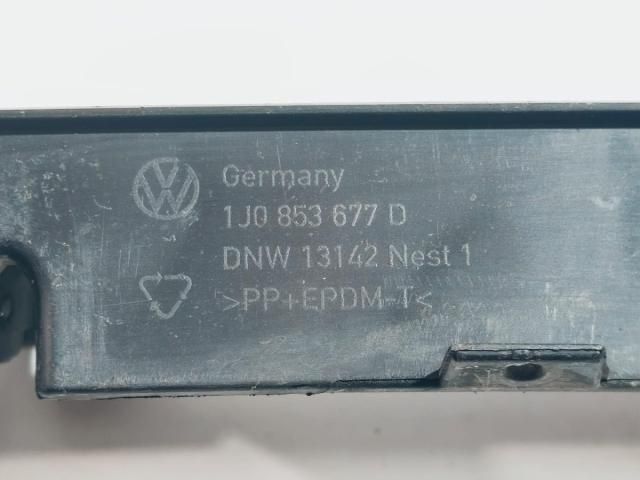 Germany
1J0 853 677 D
DNW 13142 Nest 1
>PP+EPDM-T<